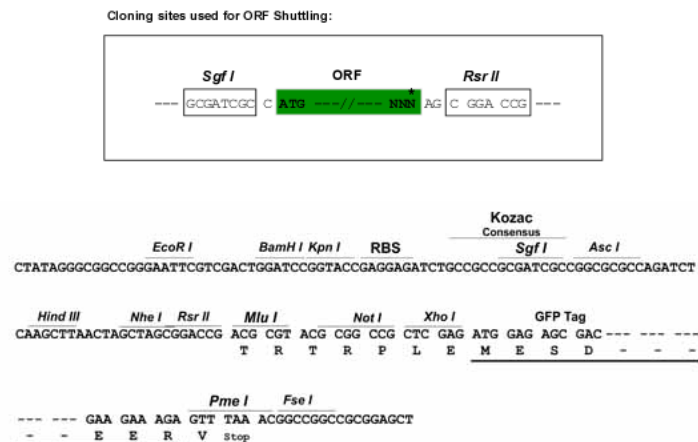 Cloning sites used for ORF Shuttling:
Sgf I ORF Rsr II
--- GCGATCGC C ATG ---//--- NNN* AG C GGA CCG ---
Kozac
Consensus
EcoR I BamH I Kpn I RBS Sgf I Asc I
CTATAGGGCGGCCGGGAATTCGTCGACTGGATCCGGTACCGAGGAGATCTGCCGCCGCGATCGCCGGCGCGCCAGATCT
Hind III Nhe I Rsr II Mlu I Not I Xho I GFP Tag
CAAGCTTAACTAGCTAGCGGACCG ACG CGT ACG CGG CCG CTC GAG ATG GAG AGC GAC --- --- ---
T R T R P L E M E S D - - -
Pme I Fse I
--- --- GAA GAA AGA GTT TAA ACGGCCGGCCGCGGAGCT
- - E E R V Stop